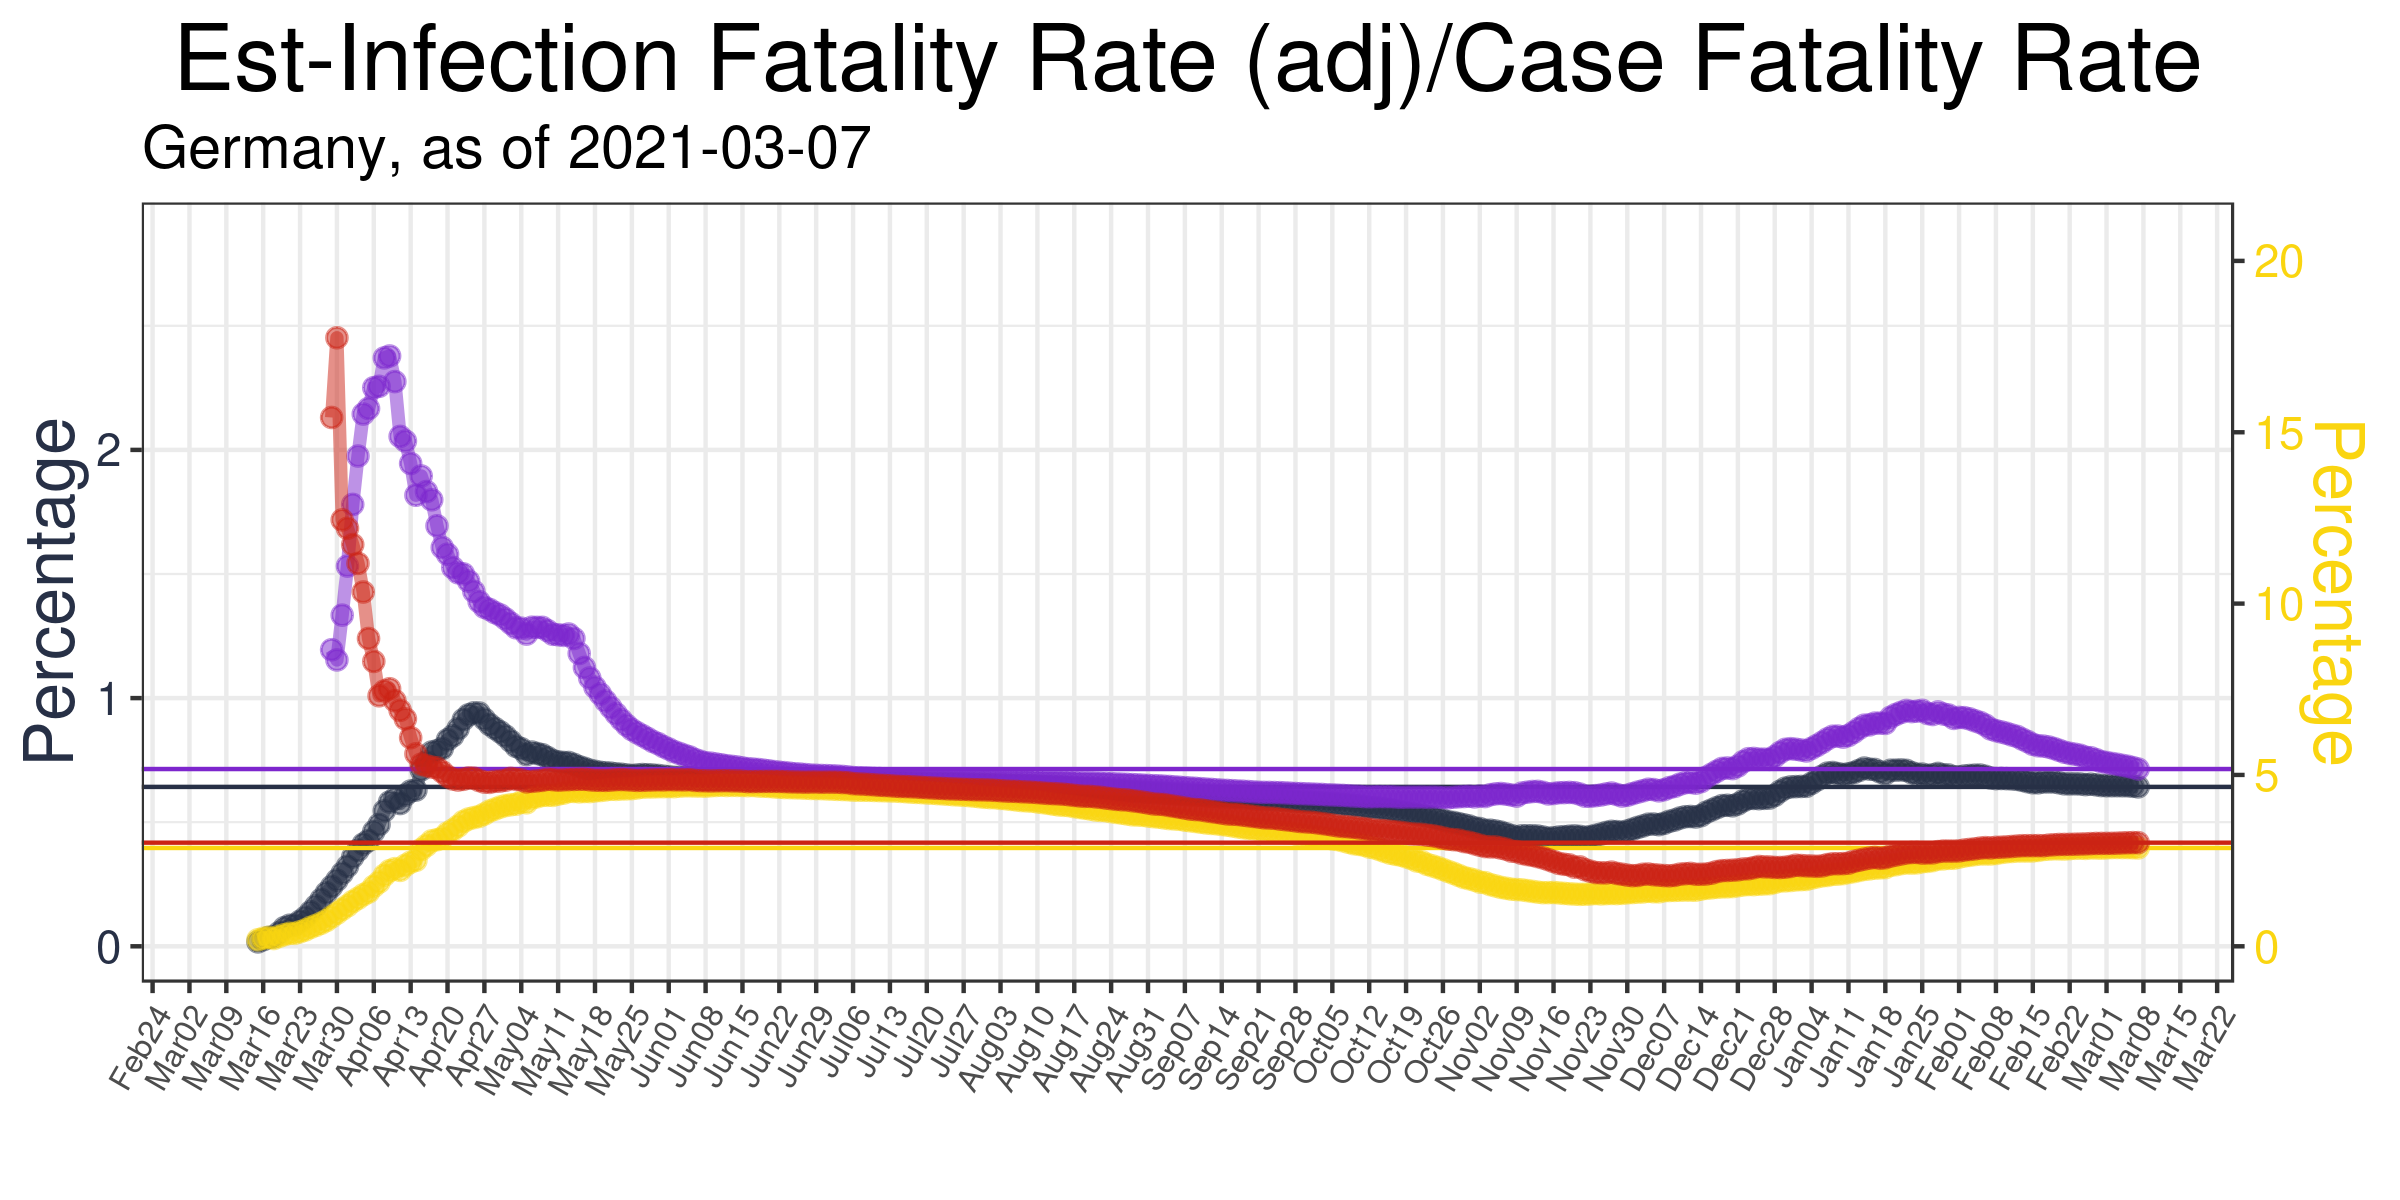 Est-Infection Fatality Rate (adj)/Case Fatality Rate
Germany, as of 2021-03-07
Percentage
2
1
0
20
15
10
5
0
Percentage
Feb24
Mar02
Mar09
Mar16
Mar23
Mar30
Apr06
Apr13
Apr20
Apr27
May04
May11
May18
May25
Jun01
Jun08
Jun15
Jun22
Jun29
Jul06
Jul13
Jul20
Jul27
Aug03
Aug10
Aug17
Aug24
Aug31
Sep07
Sep14
Sep21
Sep28
Oct05
Oct12
Oct19
Oct26
Nov02
Nov09
Nov16
Nov23
Nov30
Dec07
Dec14
Dec21
Dec28
Dec04
Jan11
Jan18
Jan25
Feb01
Feb08
Feb15
Feb22
Mar01
Mar08
Mar15
Mar22